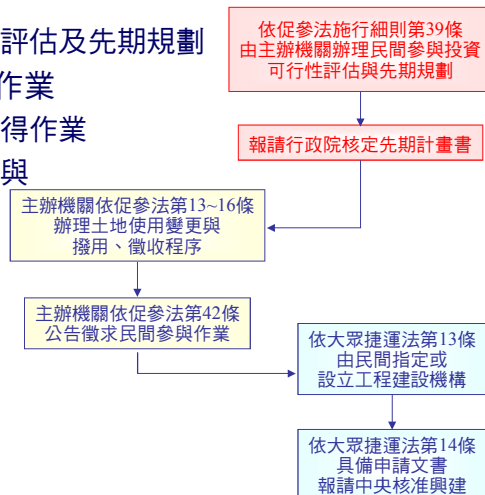 評估及先期規劃
作業
得作業
與
依促參法施行細則第39條
由主辦機關辦理民間參與投資
可行性評估與先期規劃
報請行政院核定先期計畫書
主辦機關依促參法第13~16條
辦理土地使用變更與
撥用、徵收程序
主辦機關依促參法第42條
公告徵求民間參與作業
依大眾捷運法第13條
由民間指定或
設立工程建設機構
依大眾捷運法第14條
具備申請文書
報請中央核准興建